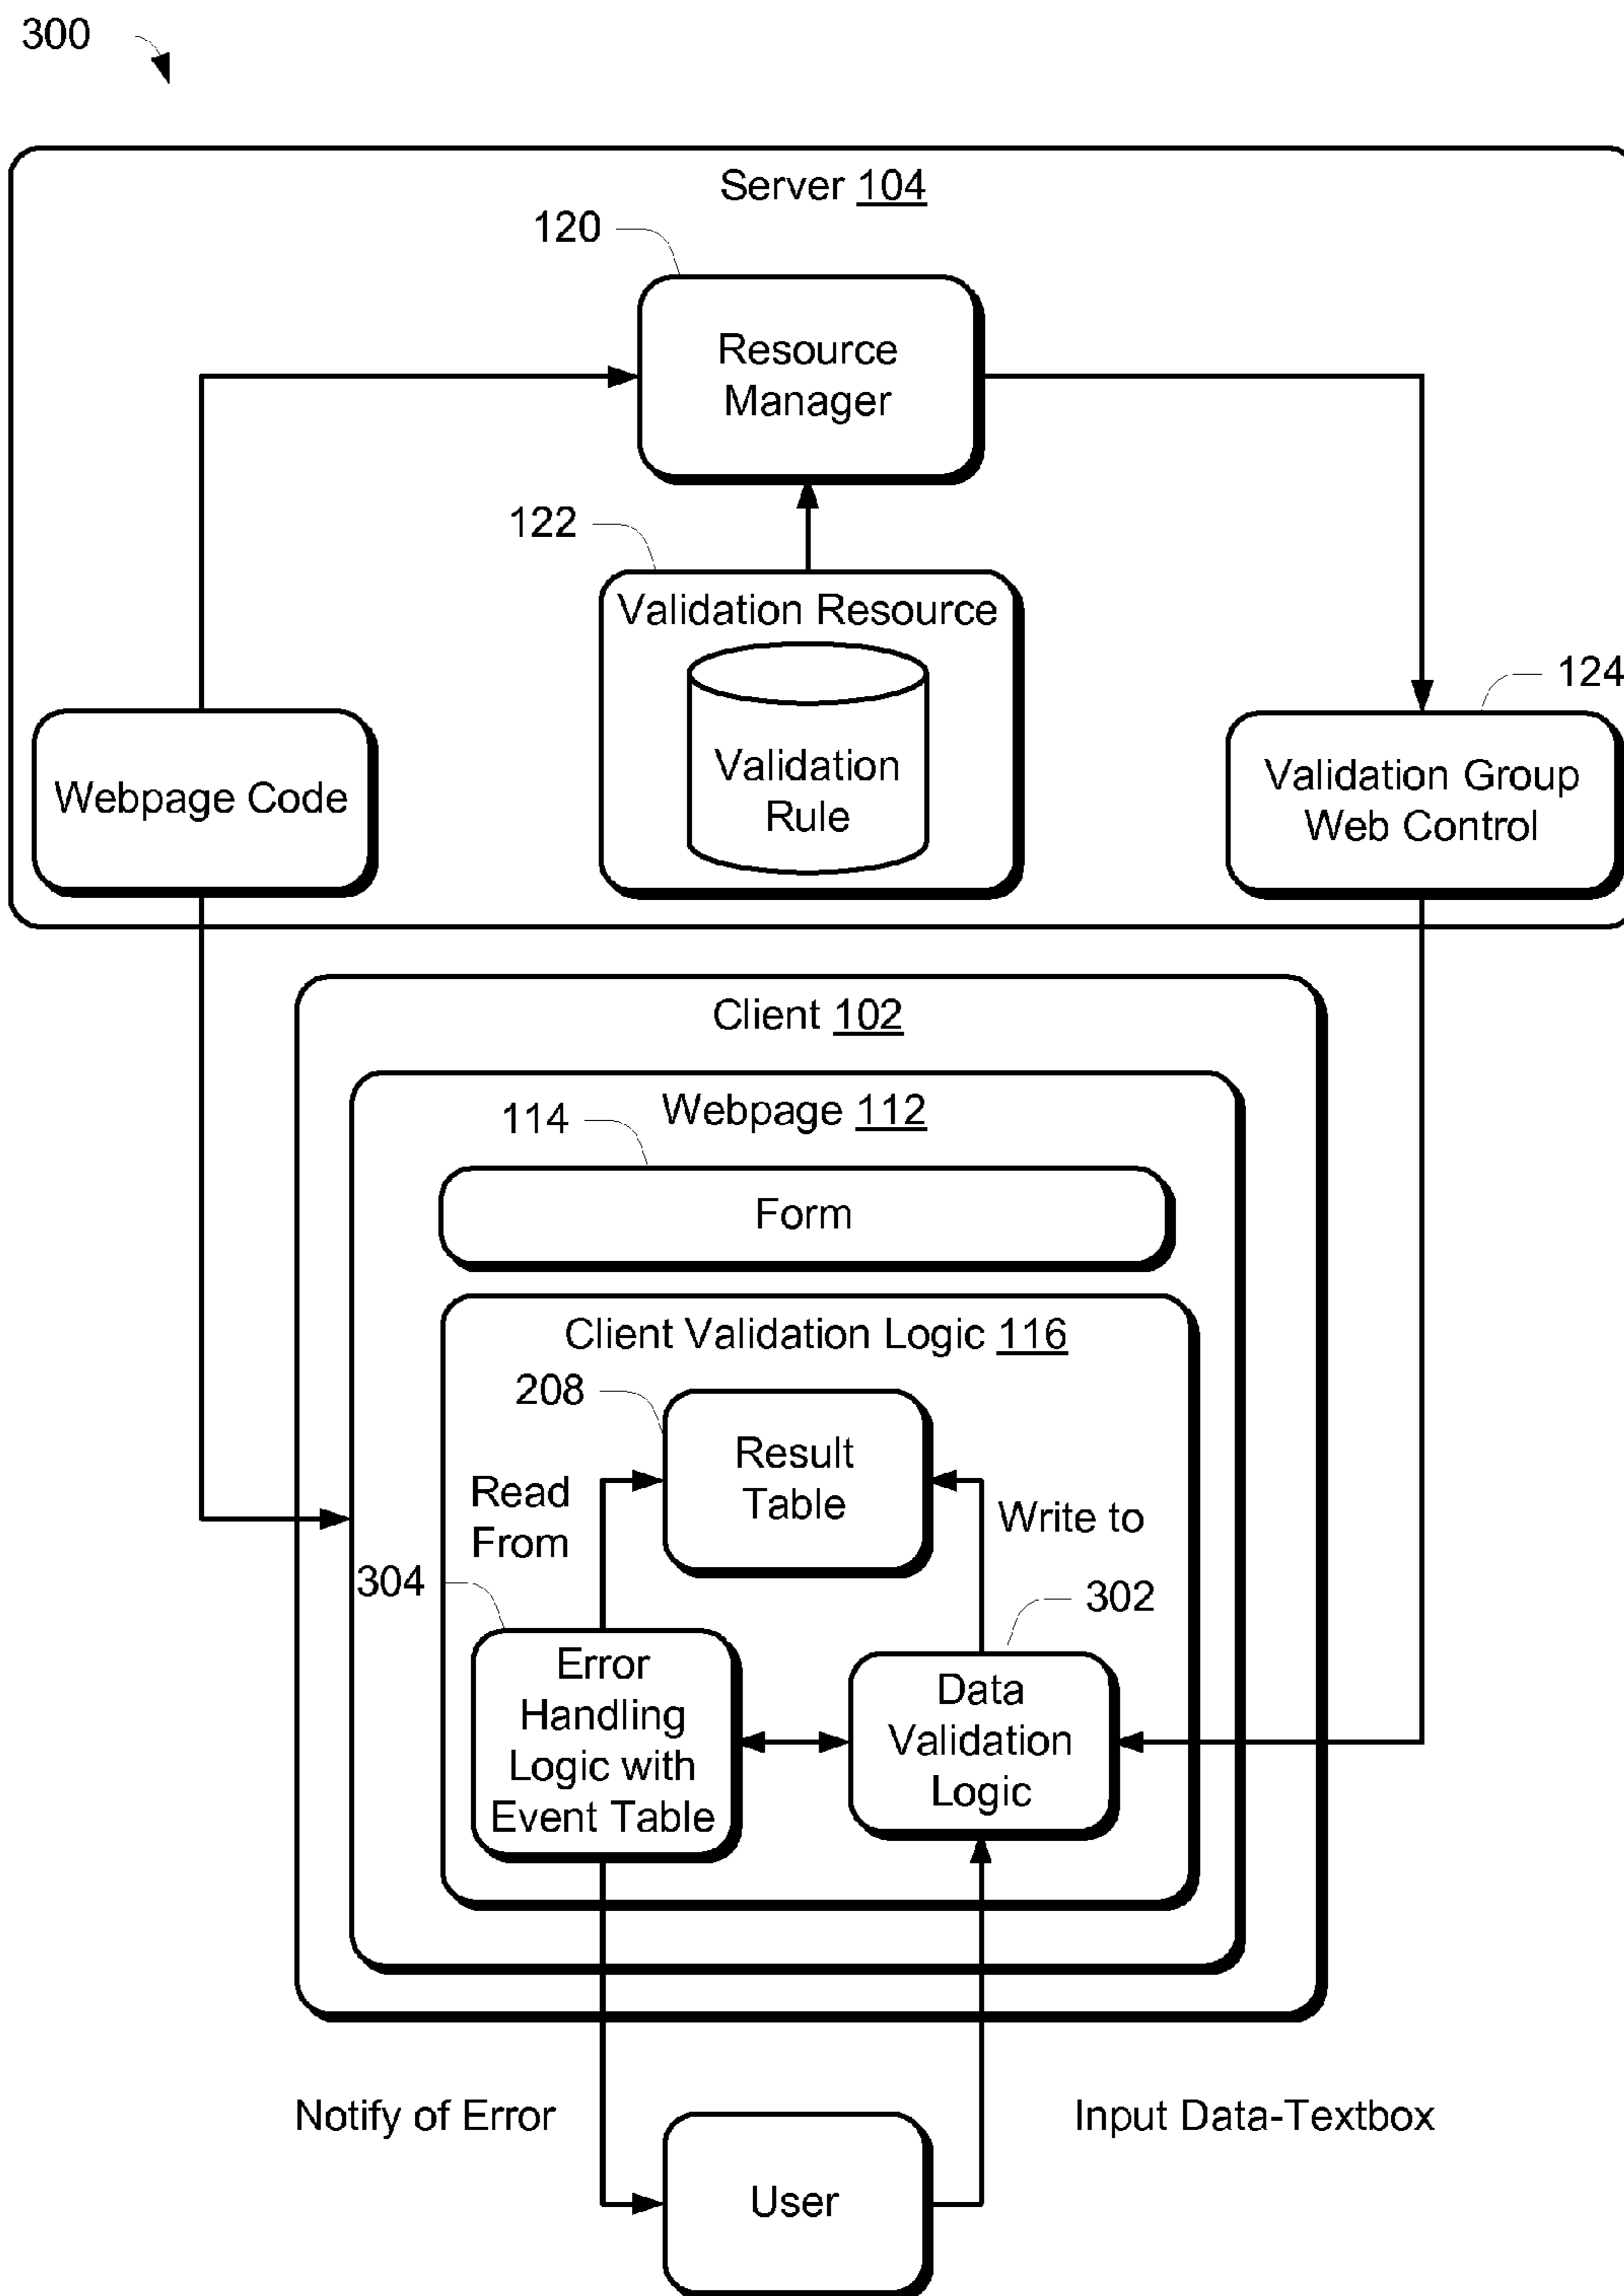 300
Server 104
120
Resource
Manager
122
Validation Resource
Validation
Rule
124
Webpage Code
Validation Group
Web Control
Client 102
Webpage 112
114
Form
Client Validation Logic 116
208
Result
Table
Read
From
Write to
304
302
Error
Handling
Logic with
Event Table
Data
Validation
Logic
Notify of Error
Input Data-Textbox
User